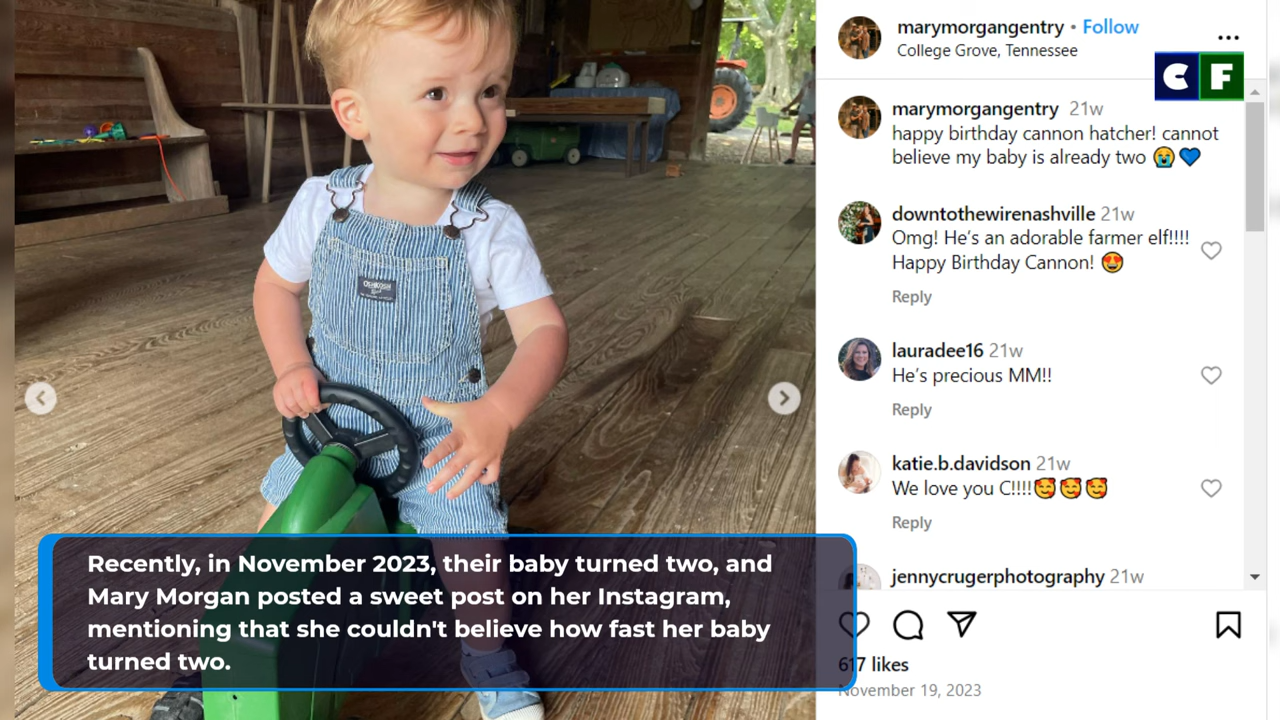 marymorgangentry • Follow
College Grove, Tennessee
C F
marymorgangentry 21w
happy birthday cannon hatcher! cannot
believe my baby is already two 😭💙
downtothewirenashville 21w
Omg! He's an adorable farmer elf!!!!
Happy Birthday Cannon! 😍
Reply
lauradee16 21w
He's precious MM!!
Reply
katie.b.davidson 21w
We love you C!!!!🥰🥰🥰
Reply
jennycrugerphotography 21w
617 likes
November 19, 2023
OSHKOSH
Recently, in November 2023, their baby turned two, and
Mary Morgan posted a sweet post on her Instagram,
mentioning that she couldn't believe how fast her baby
turned two.